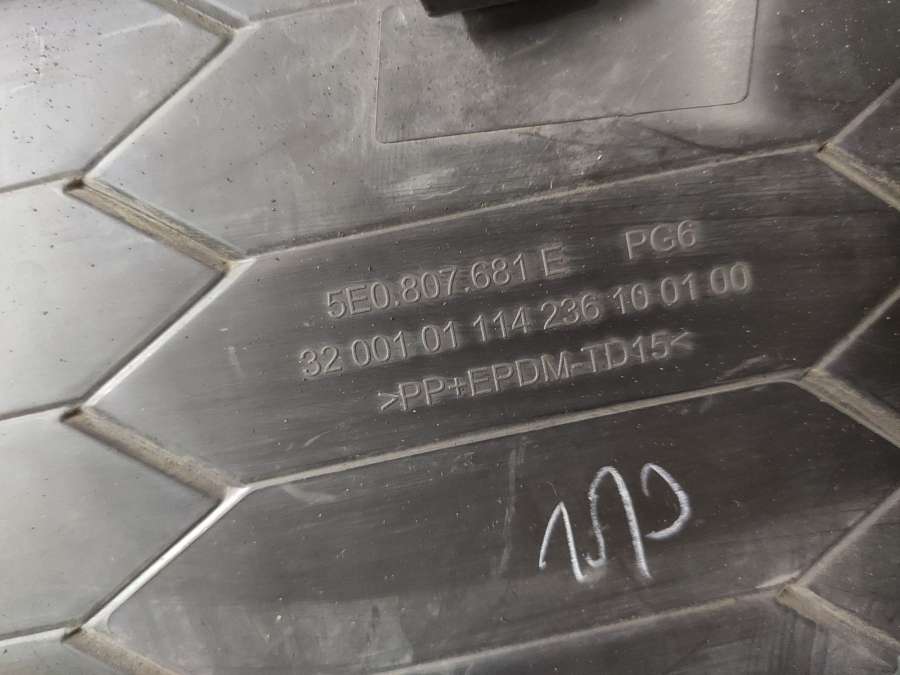 5E0.807.681 E PG6
32 001 01 114 236 10 01 00
>PP+EPDM-TD15<